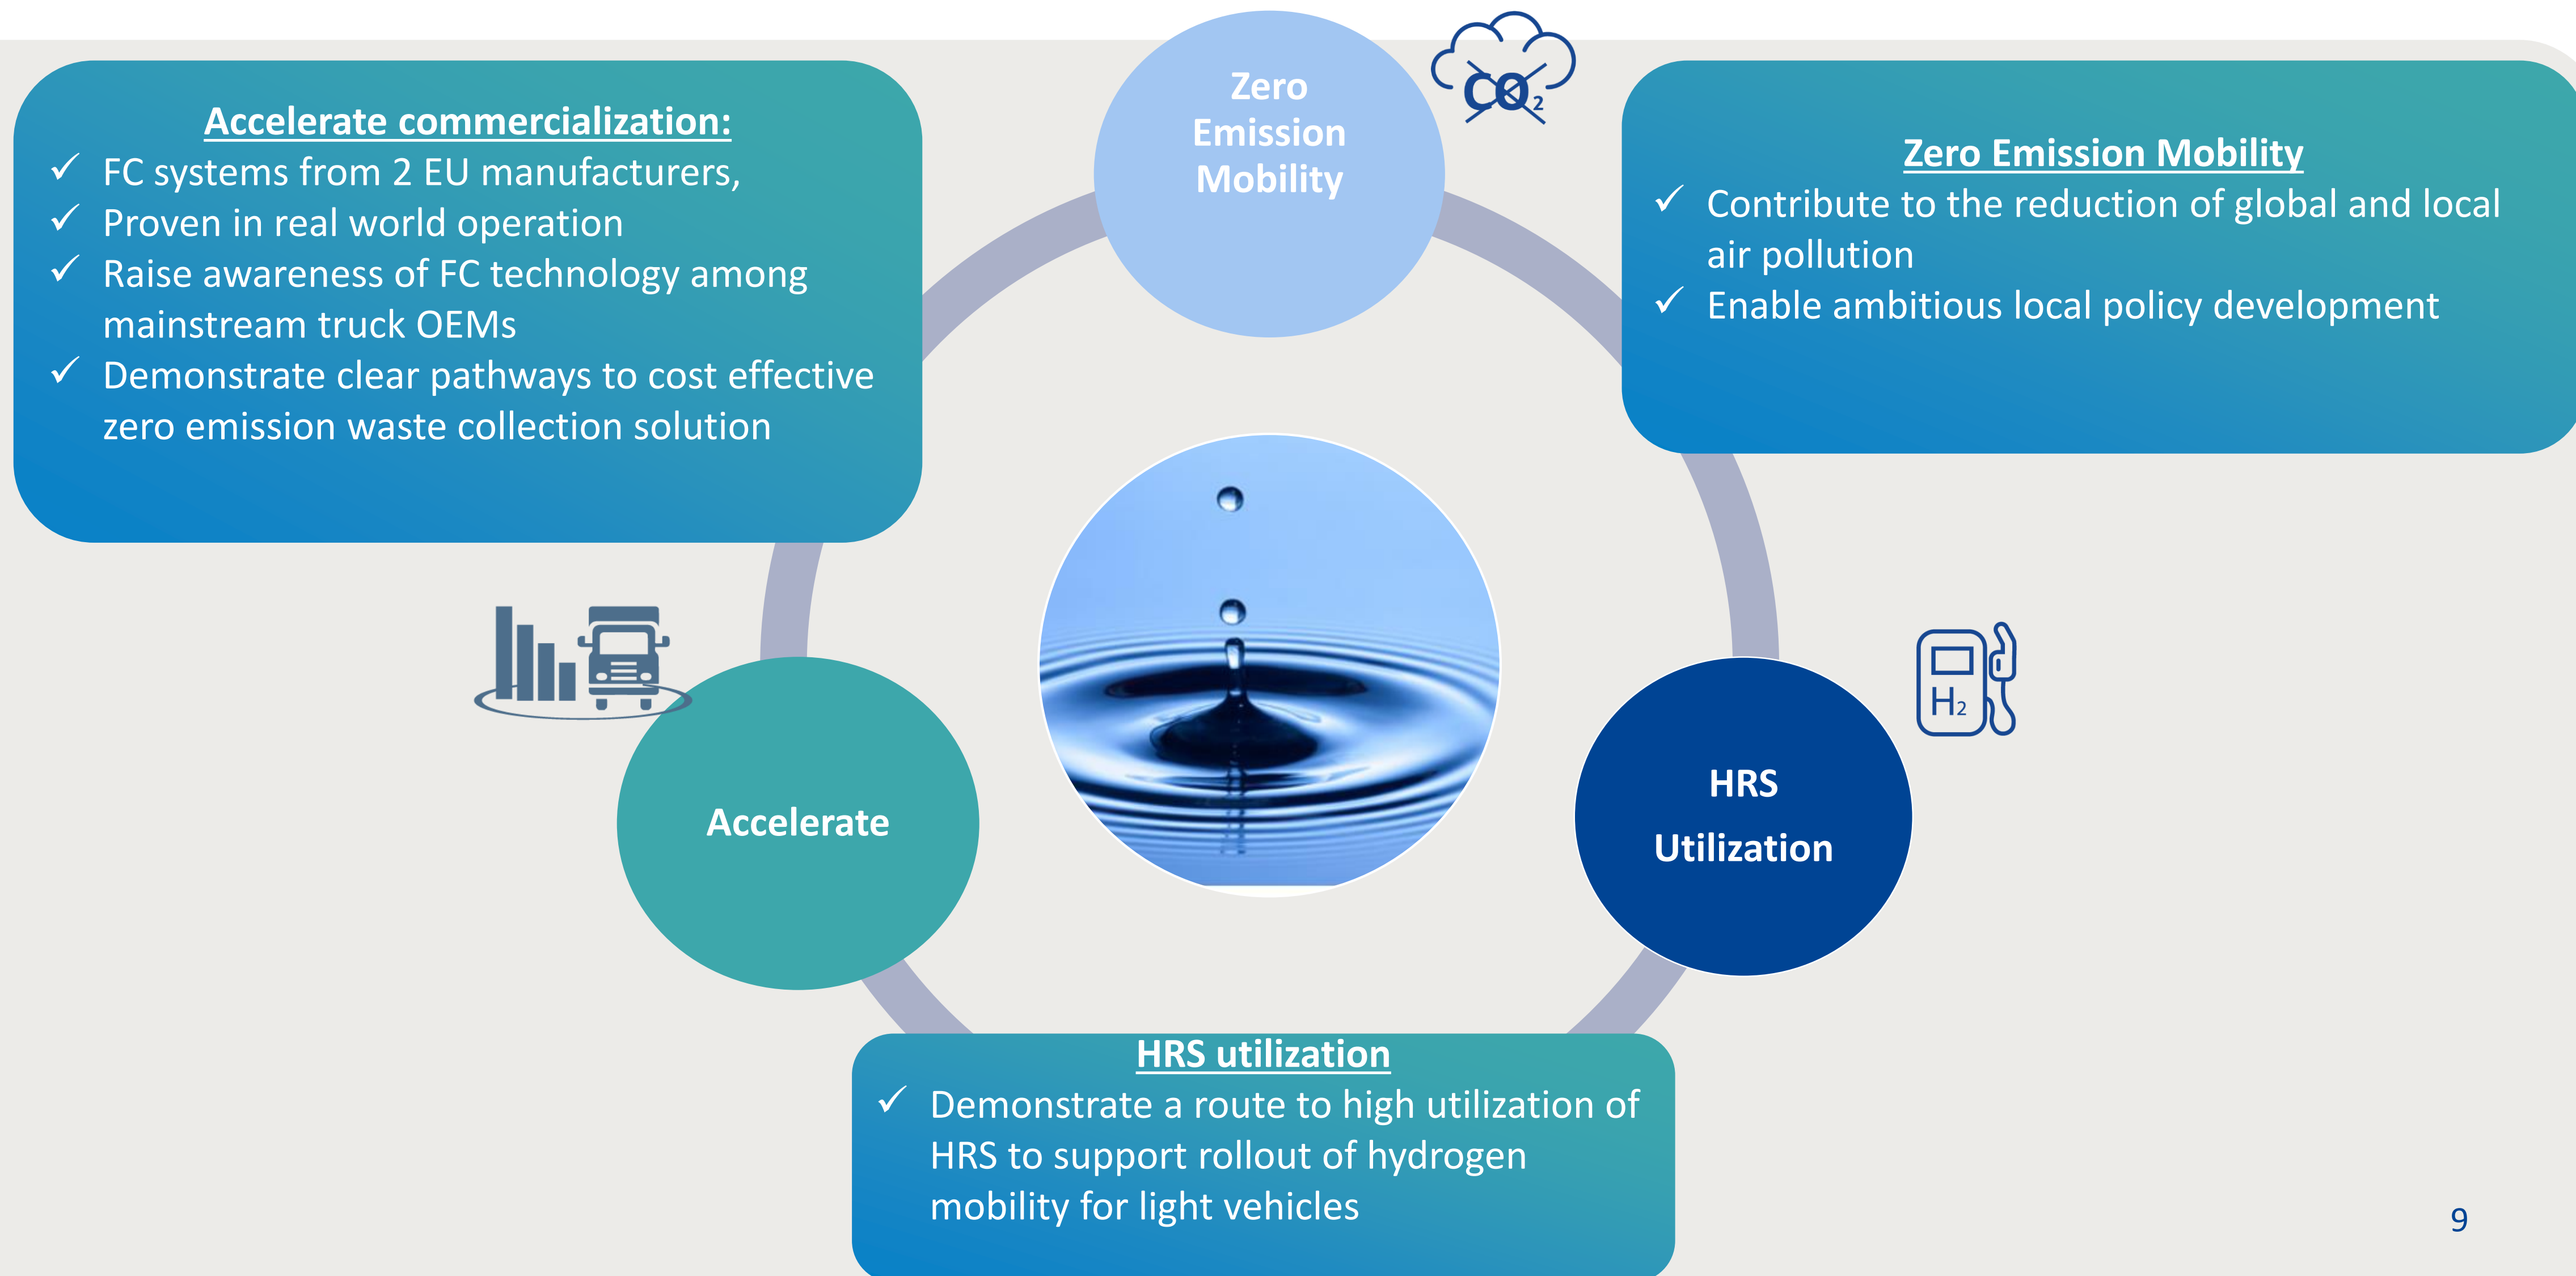 Accelerate commercialization:
✓ FC systems from 2 EU manufacturers,
✓ Proven in real world operation
✓ Raise awareness of FC technology among
mainstream truck OEMs
✓ Demonstrate clear pathways to cost effective
zero emission waste collection solution
Zero
Emission
Mobility
CO₂
Zero Emission Mobility
✓ Contribute to the reduction of global and local
air pollution
✓ Enable ambitious local policy development
Accelerate
H₂
HRS
Utilization
HRS utilization
✓ Demonstrate a route to high utilization of
HRS to support rollout of hydrogen
mobility for light vehicles
9